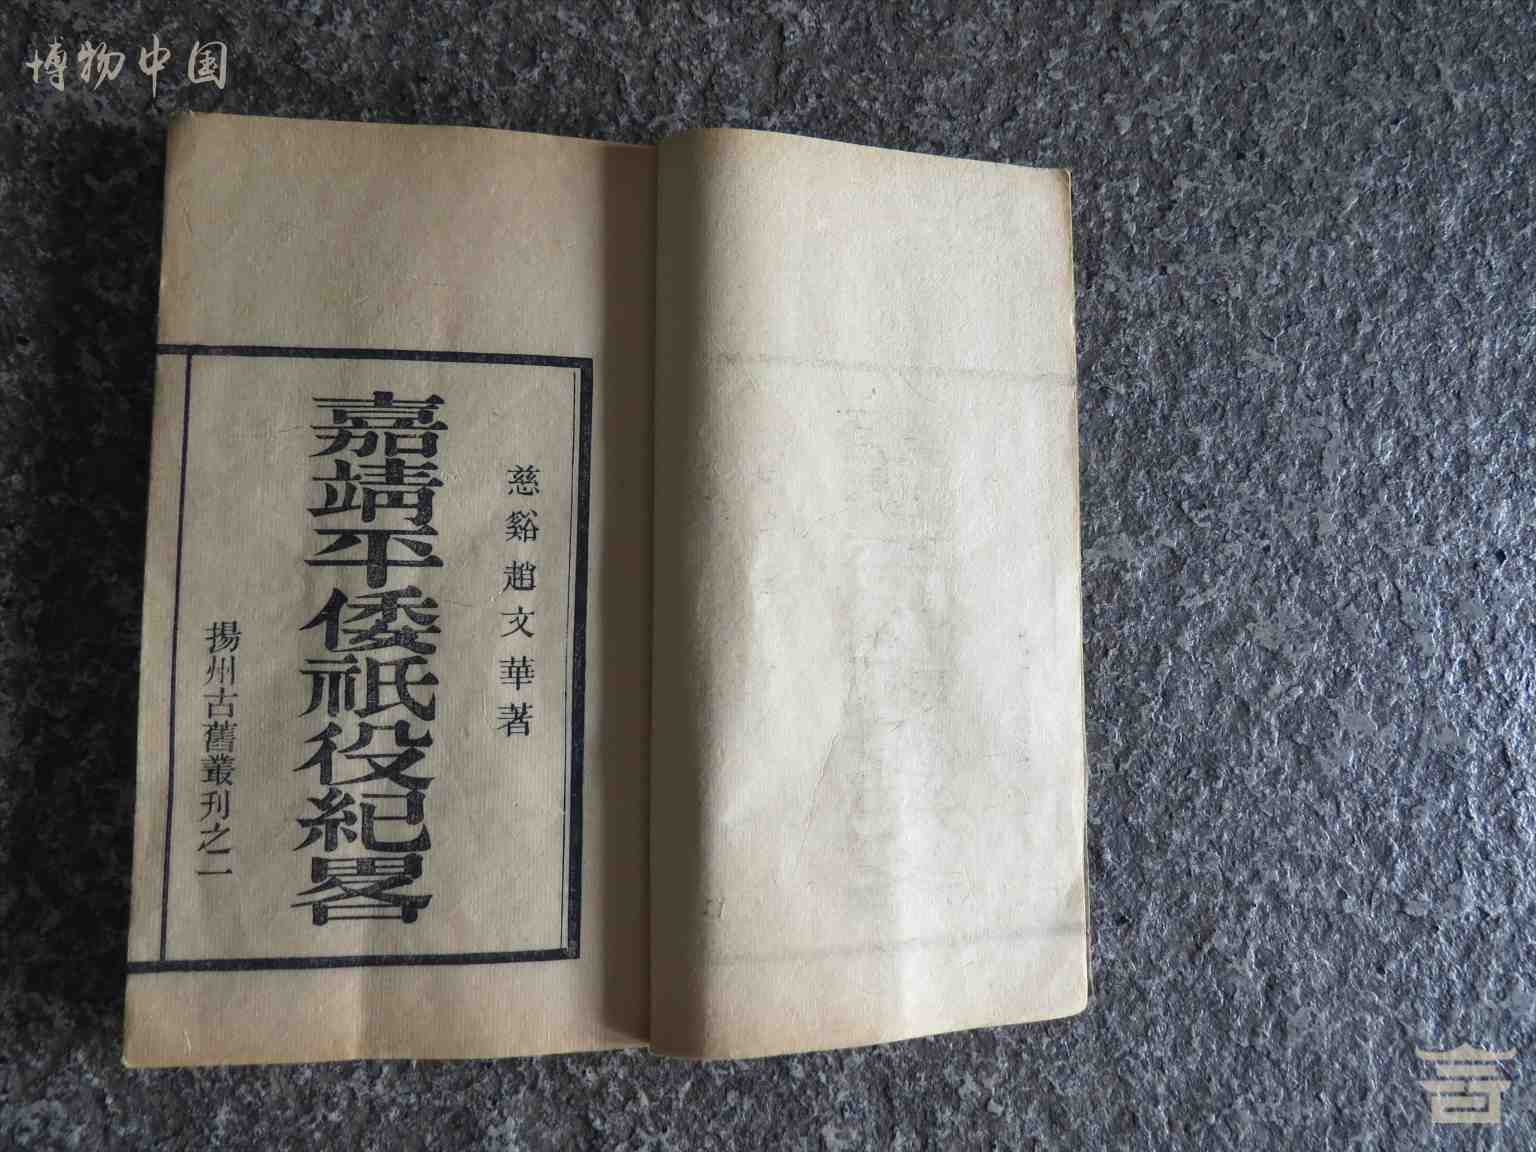 博物中国
慈谿趙文華著
嘉靖平倭祇役紀畧
揚州古舊叢刊之二